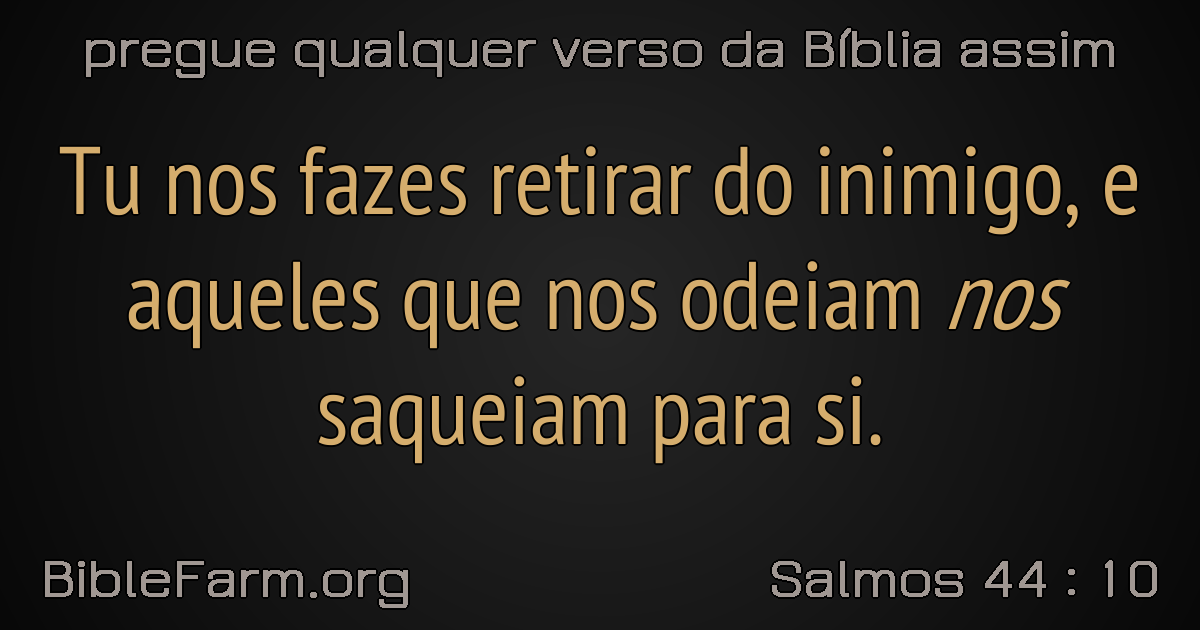 pregue qualquer verso da Bíblia assim
Tu nos fazes retirar do inimigo, e
aqueles que nos odeiam nos
saqueiam para si.
BibleFarm.org
Salmos 44 : 10